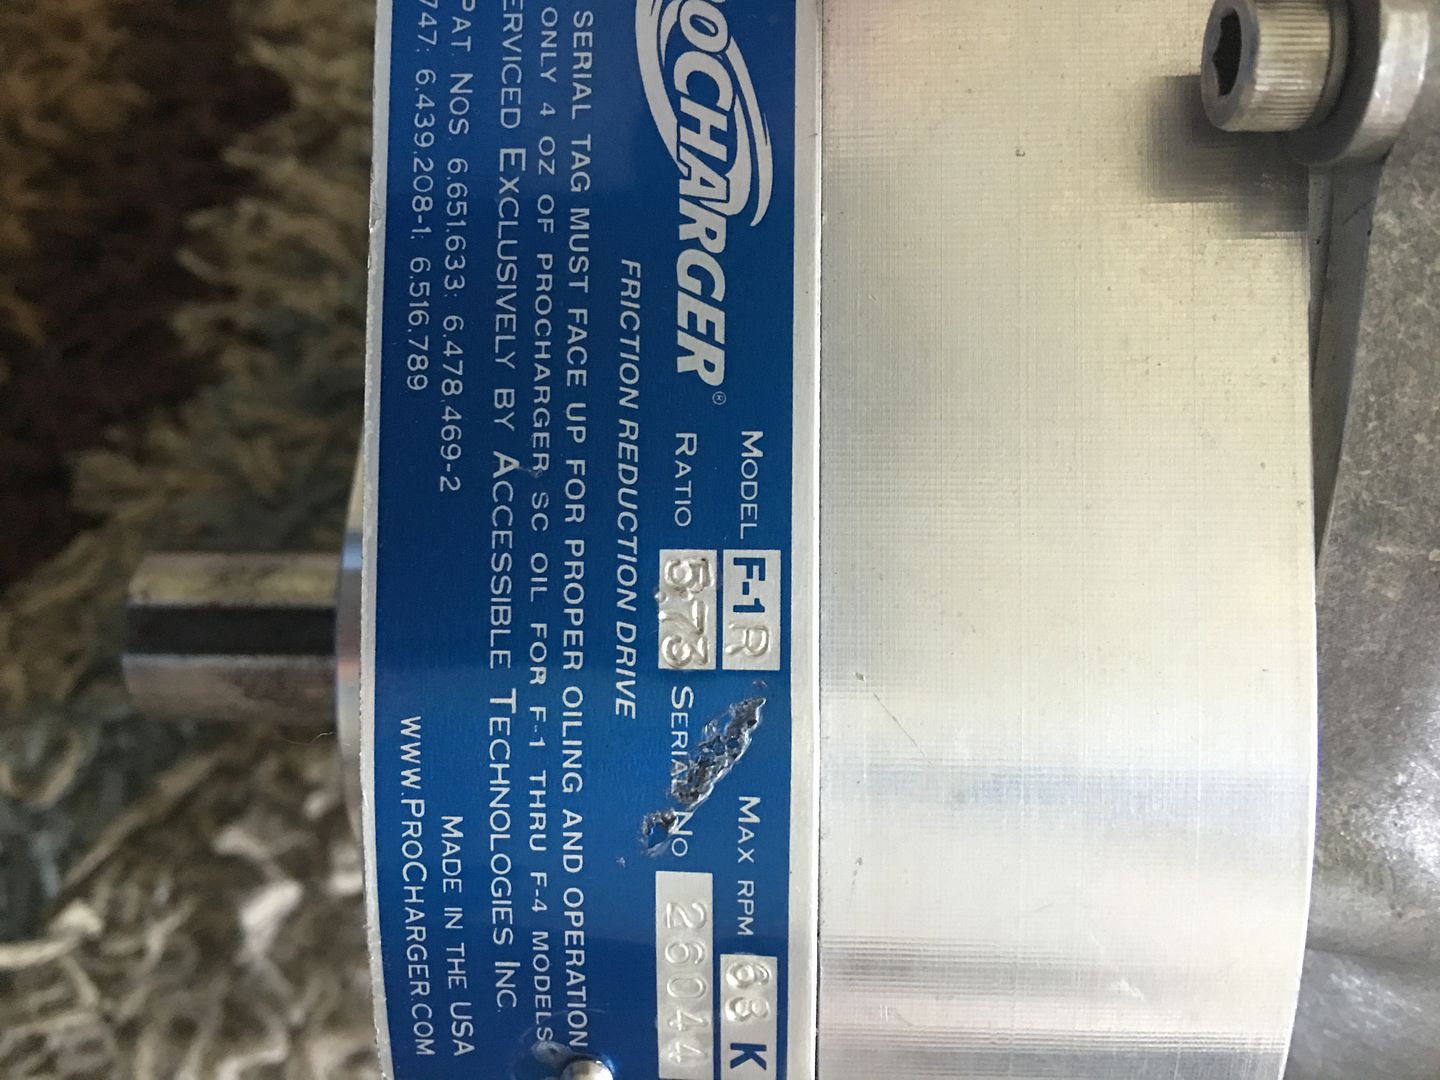 OCHARGER®
MODEL F-1R MAX RPM 68 K
RATIO 5.73 SERIAL NO 26044
FRICTION REDUCTION DRIVE
SERIAL TAG MUST FACE UP FOR PROPER OILING AND OPERATION
ONLY 4 OZ OF PROCHARGER SC OIL FOR F-1 THRU F-4 MODELS
ERVICED EXCLUSIVELY BY ACCESSIBLE TECHNOLOGIES INC.
PAT. NOS. 6,651,633; 6,478,469-2
747; 6,439,208-1; 6,516,789
MADE IN THE USA
WWW.PROCHARGER.COM